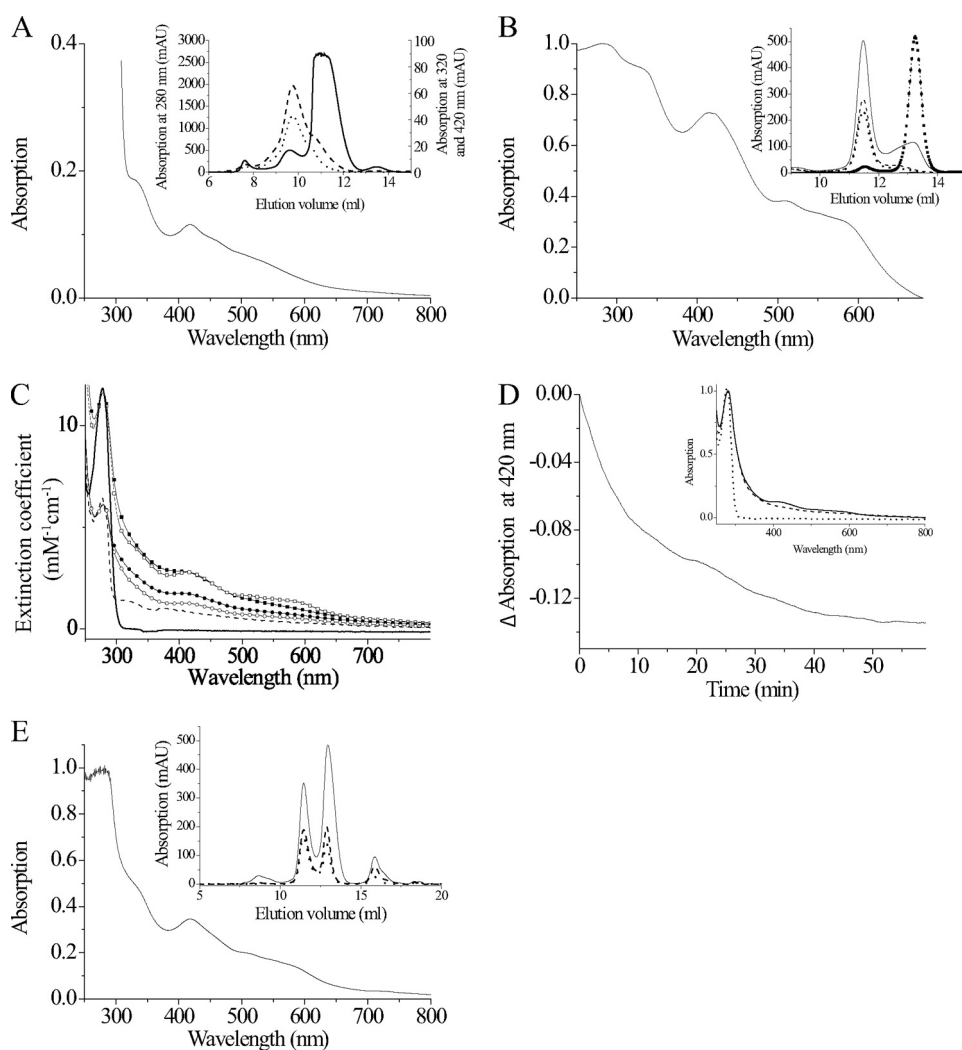 A
0.4
0.2
0.0
300 400 500 600 700 800
Wavelength (nm)
Absorption
3000
2500
2000
1500
1000
500
0
Absorption at 280 nm (mAU)
100
80
60
40
20
0
Absorption at 320
and 420 nm (mAU)
6 8 10 12 14
Elution volume (ml)
B
1.0
0.8
0.6
0.4
0.2
0.0
300 400 500 600
Wavelength (nm)
Absorption
500
400
300
200
100
0
Absorption (mAU)
10 12 14
Elution volume (ml)
C
10
0
300 400 500 600 700
Wavelength (nm)
Extinction coefficient
(mM-1cm-1)
D
0.00
-0.04
-0.08
-0.12
0 10 20 30 40 50
Time (min)
Δ Absorption at 420 nm
1.0
0.5
0.0
Absorption
400 600 800
Wavelength (nm)
E
1.0
0.8
0.6
0.4
0.2
0.0
300 400 500 600 700 800
Wavelength (nm)
Absorption
500
400
300
200
100
0
Absorption (mAU)
5 10 15 20
Elution volume (ml)